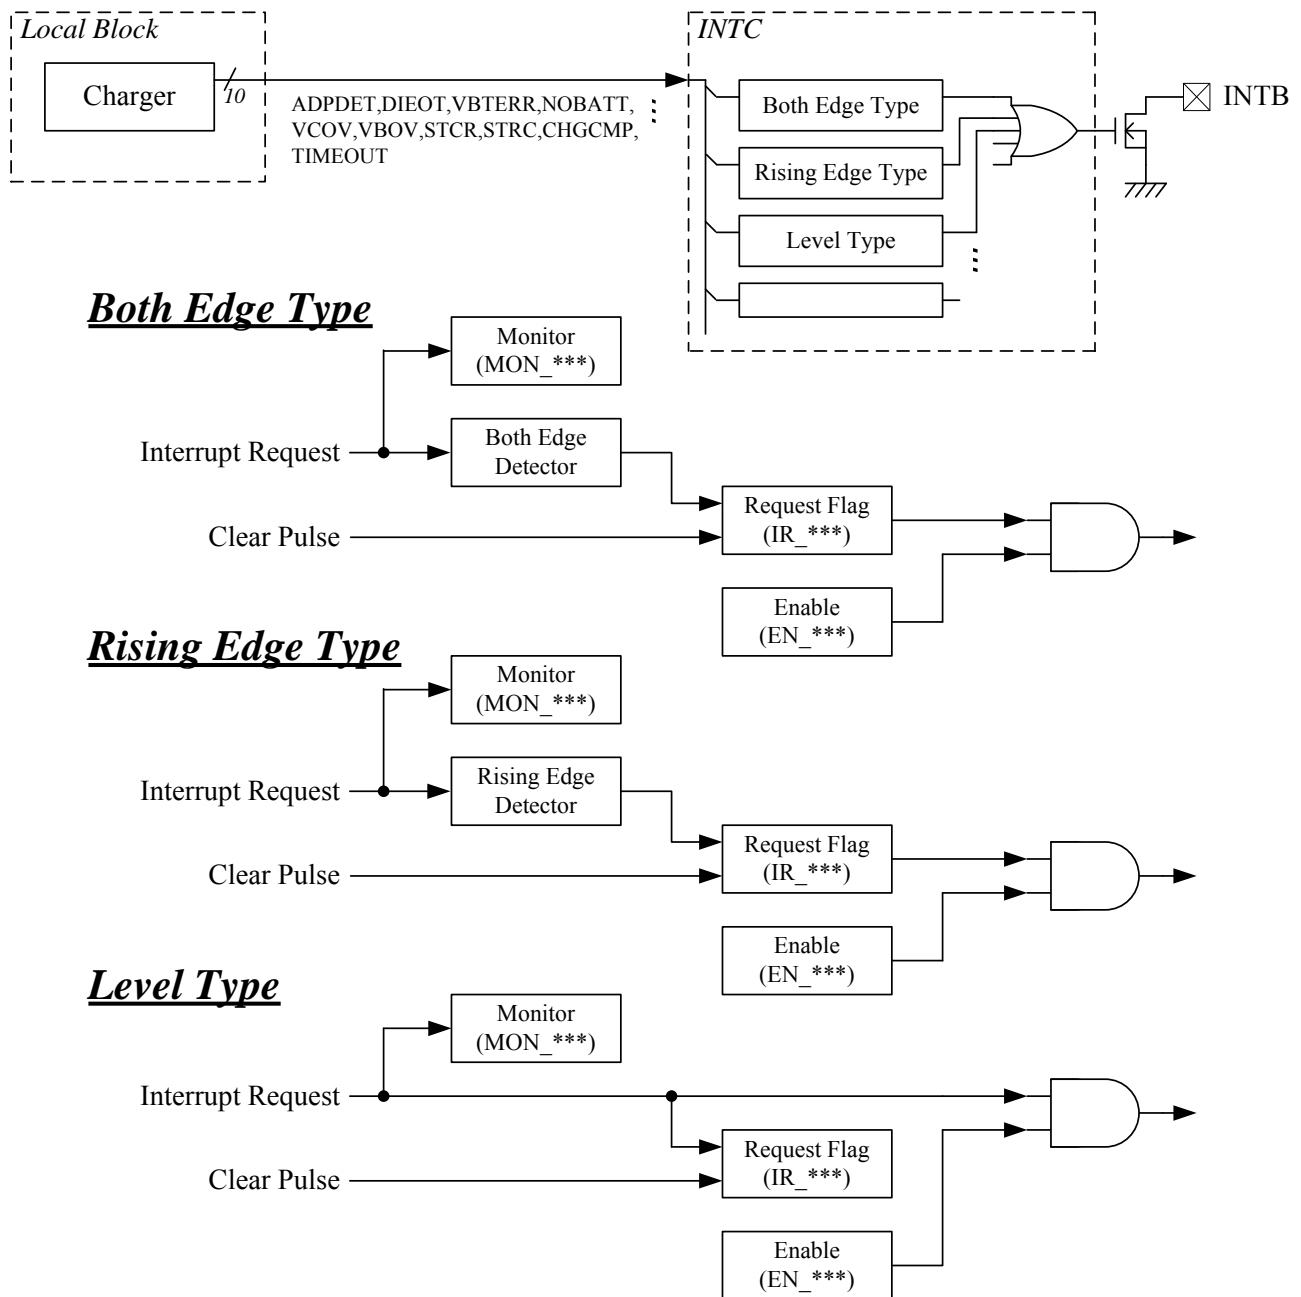 Local Block
INTC
Charger
10
ADPDET,DIEOT,VBTERR,NOBATT,
VCOV,VBOV,STCR,STRC,CHGCMP,
TIMEOUT
...
Both Edge Type
Rising Edge Type
Level Type
...
INTB
Both Edge Type
Monitor
(MON_***)
Interrupt Request
Both Edge
Detector
Clear Pulse
Request Flag
(IR_***)
Enable
(EN_***)
Rising Edge Type
Monitor
(MON_***)
Interrupt Request
Rising Edge
Detector
Clear Pulse
Request Flag
(IR_***)
Enable
(EN_***)
Level Type
Monitor
(MON_***)
Interrupt Request
Clear Pulse
Request Flag
(IR_***)
Enable
(EN_***)